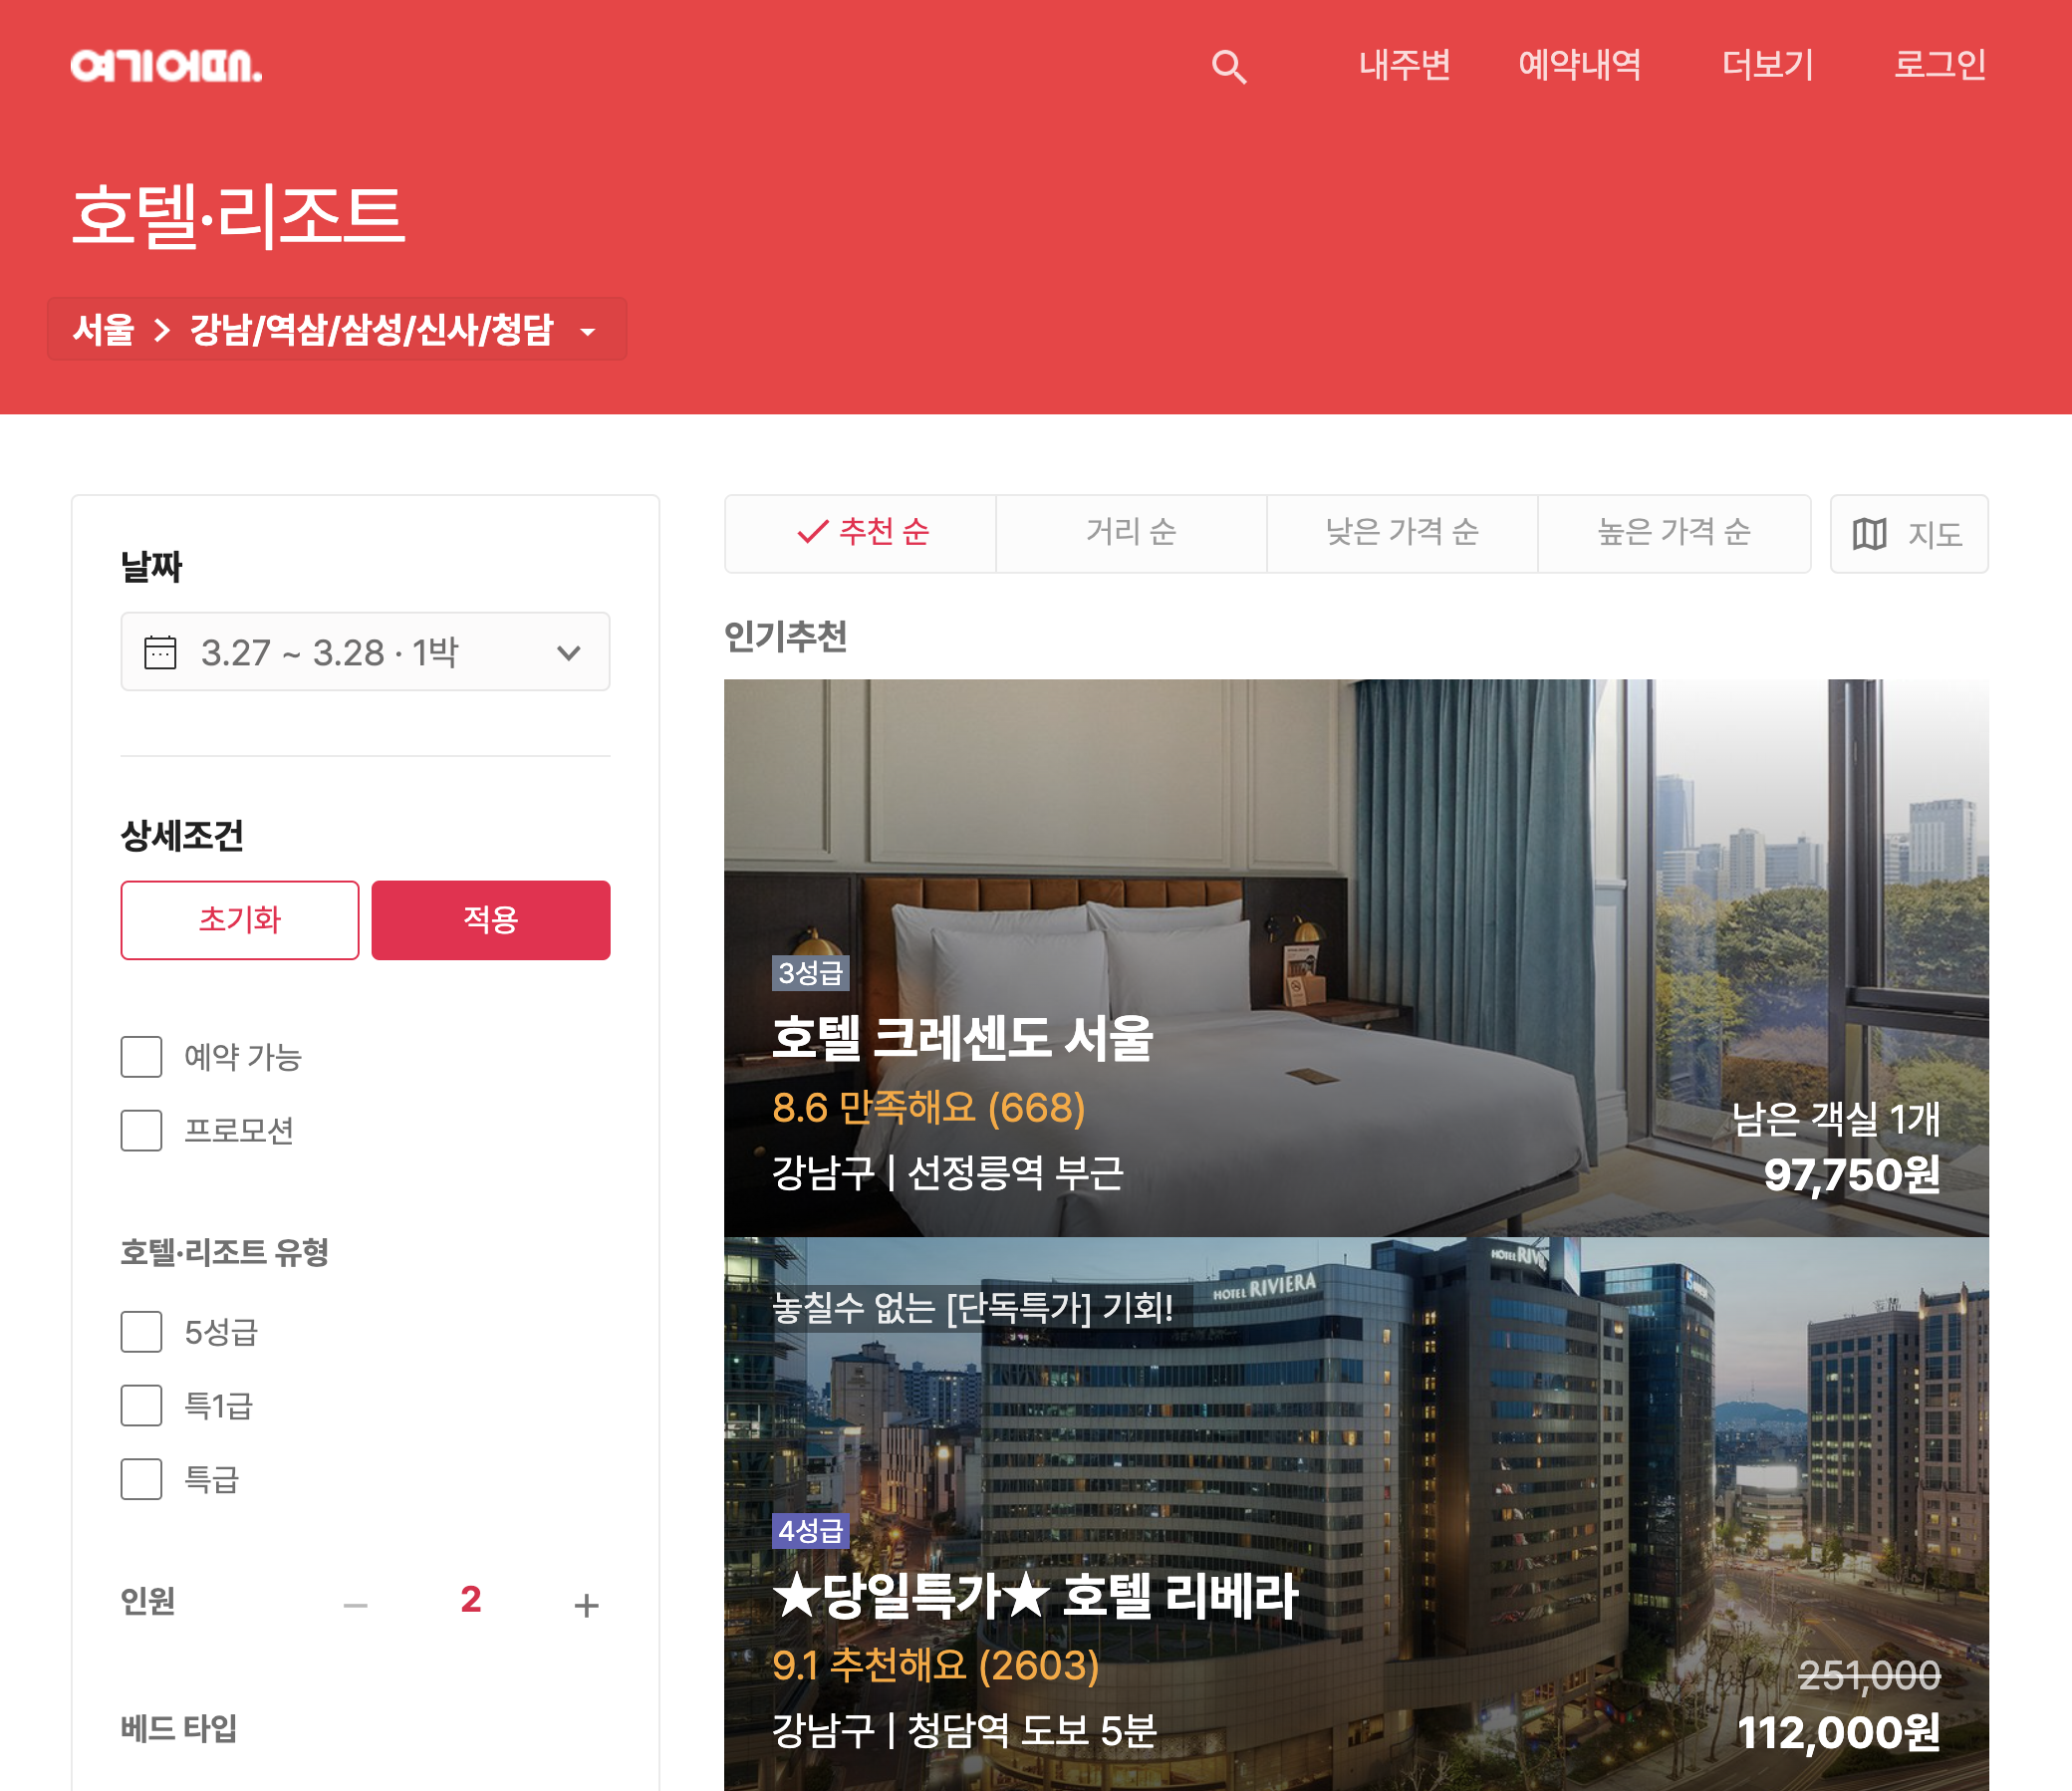 여기어때.
내주변 예약내역 더보기 로그인
호텔·리조트
서울 > 강남/역삼/삼성/신사/청담
날짜
3.27 ~ 3.28 · 1박
상세조건
초기화 적용
예약 가능
프로모션
호텔·리조트 유형
5성급
특1급
특급
인원 − 2 +
베드 타입
추천 순 거리 순 낮은 가격 순 높은 가격 순 지도
인기추천
3성급
호텔 크레센도 서울
8.6 만족해요 (668)
강남구 | 선정릉역 부근
남은 객실 1개
97,750원
HOTEL RIVIERA
놓칠수 없는 [단독특가] 기회!
4성급
★당일특가★ 호텔 리베라
9.1 추천해요 (2603)
강남구 | 청담역 도보 5분
251,000
112,000원